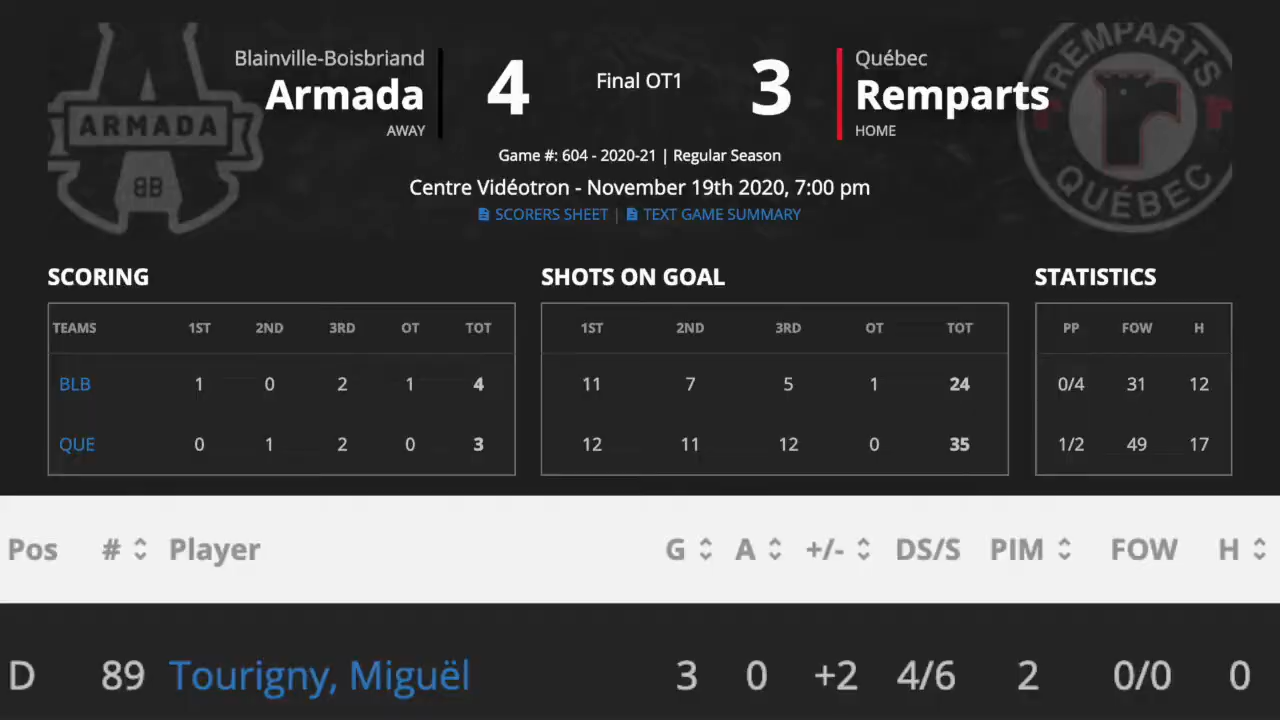 Blainville-Boisbriand
Armada
AWAY
4
Final OT1
3
Québec
Remparts
HOME
ARMADA
BB
REMPARTS
QUÉBEC
Game #: 604 - 2020-21 | Regular Season
Centre Vidéotron - November 19th 2020, 7:00 pm
SCORERS SHEET | TEXT GAME SUMMARY
SCORING
TEAMS 1ST 2ND 3RD OT TOT
BLB 1 0 2 1 4
QUE 0 1 2 0 3
SHOTS ON GOAL
1ST 2ND 3RD OT TOT
11 7 5 1 24
12 11 12 0 35
STATISTICS
PP FOW H
0/4 31 12
1/2 49 17
Pos # Player G A +/- DS/S PIM FOW H
D 89 Tourigny, Miguël 3 0 +2 4/6 2 0/0 0